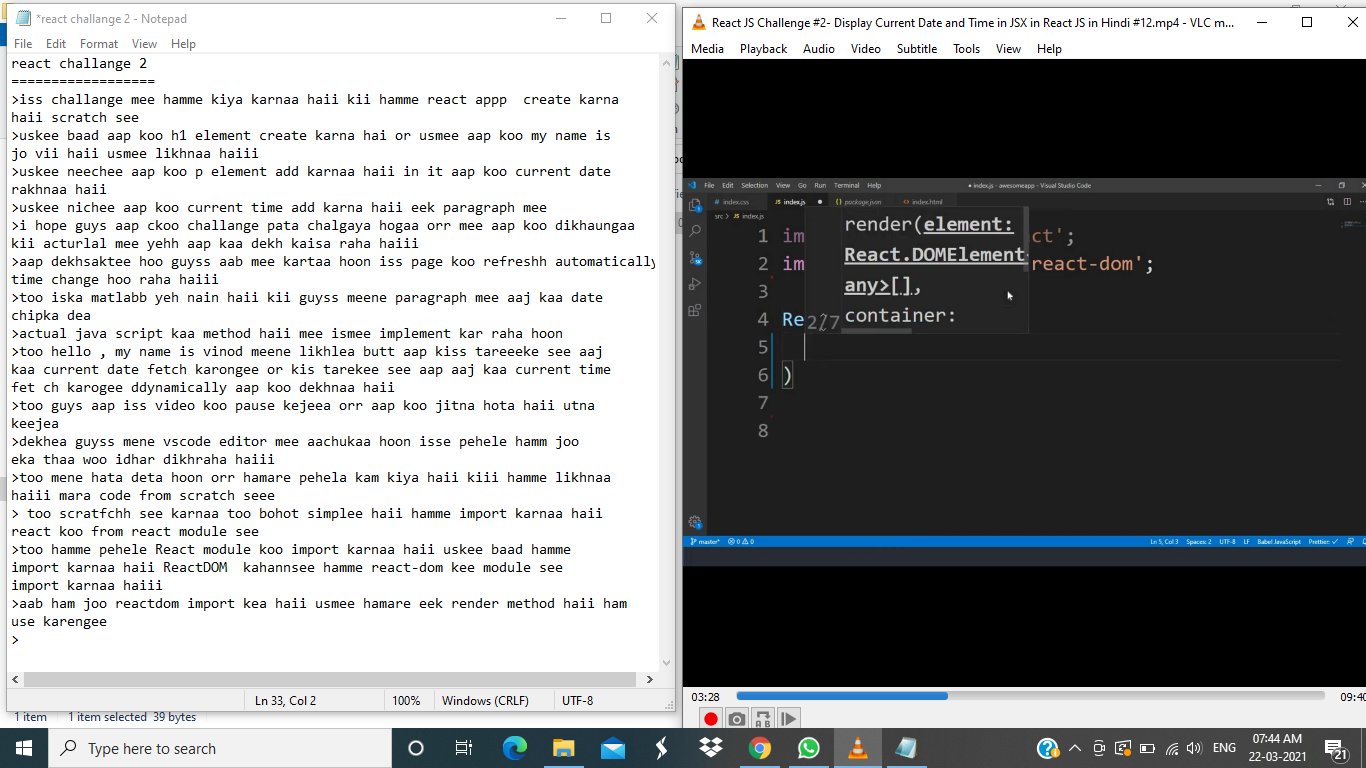 *react challange 2 - Notepad
File Edit Format View Help
react challange 2
==================
>iss challange mee hamme kiya karnaa haii kii hamme react appp  create karna
haii scratch see
>uskee baad aap koo h1 element create karna hai or usmee aap koo my name is
jo vii haii usmee likhnaa haiii
>uskee neechee aap koo p element add karnaa haii in it aap koo current date
rakhnaa haii
>uskee nichee aap koo current time add karna haii eek paragraph mee
>i hope guys aap ckoo challange pata chalgaya hogaa orr mee aap koo dikhaungaa
kii acturlal mee yehh aap kaa dekh kaisa raha haiii
>aap dekhsaktee hoo guyss aab mee kartaa hoon iss page koo refreshh automatically
time change hoo raha haiii
>too iska matlabb yeh nain haii kii guyss meene paragraph mee aaj kaa date
chipka dea
>actual java script kaa method haii mee ismee implement kar raha hoon
>too hello , my name is vinod meene likhlea butt aap kiss tareeeke see aaj
kaa current date fetch karongee or kis tarekee see aap aaj kaa current time
fet ch karogee ddynamically aap koo dekhnaa haii
>too guys aap iss video koo pause kejeea orr aap koo jitna hota haii utna
keejea
>dekhea guyss mene vscode editor mee aachukaa hoon isse pehele hamm joo
eka thaa woo idhar dikhraha haiii
>too mene hata deta hoon orr hamare pehela kam kiya haii kiii hamme likhnaa
haiii mara code from scratch seee
> too scratfchh see karnaa too bohot simplee haii hamme import karnaa haii
react koo from react module see
>too hamme pehele React module koo import karnaa haii uskee baad hamme
import karnaa haii ReactDOM  kahannsee hamme react-dom kee module see
import karnaa haiii
>aab ham joo reactdom import kea haii usmee hamare eek render method haii ham
use karengee
>
Ln 33, Col 2 100% Windows (CRLF) UTF-8
1 item 1 item selected 39 bytes
React JS Challenge #2- Display Current Date and Time in JSX in React JS in Hindi #12.mp4 - VLC m...
Media Playback Audio Video Subtitle Tools View Help
File Edit Selection View Go Run Terminal Help
● index.js - awesomeapp - Visual Studio Code
# index.css JS index.js ● package.json <> index.html
src > JS index.js
1 im ct';
2 im react-dom';
3
4 Re
5
6 )
7
8
render(element:
React.DOMElement
any>[],
container:
2/7
master* 0 0 Ln 5, Col 3 Spaces: 2 UTF-8 LF Babel JavaScript Prettier: ✓
03:28 09:40
A B
Type here to search
ENG
07:44 AM
22-03-2021
21